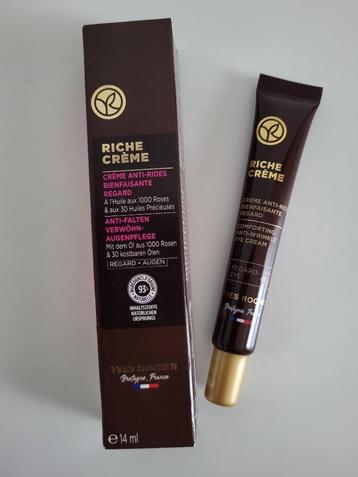 RICHE
CRÈME
CRÈME ANTI-RIDES
BIENFAISANTE
REGARD
À l'Huile aux 1000 Roses
& aux 30 Huiles Précieuses
ANTI-FALTEN
VERWÖHN-
AUGENPFLEGE
Mit dem Öl aus 1000 Rosen
& 30 kostbaren Ölen
REGARD • AUGEN
93%
INHALTSSTOFFE
NATÜRLICHEN
URSPRUNGS
YVES ROCHER
Bretagne, France
℮ 14 ml
RICHE
CRÈME
CRÈME ANTI-RIDES
BIENFAISANTE
REGARD
COMFORTING
ANTI-WRINKLE
EYE CREAM
REGARD
EYE
YVES ROC
Bretagne, France